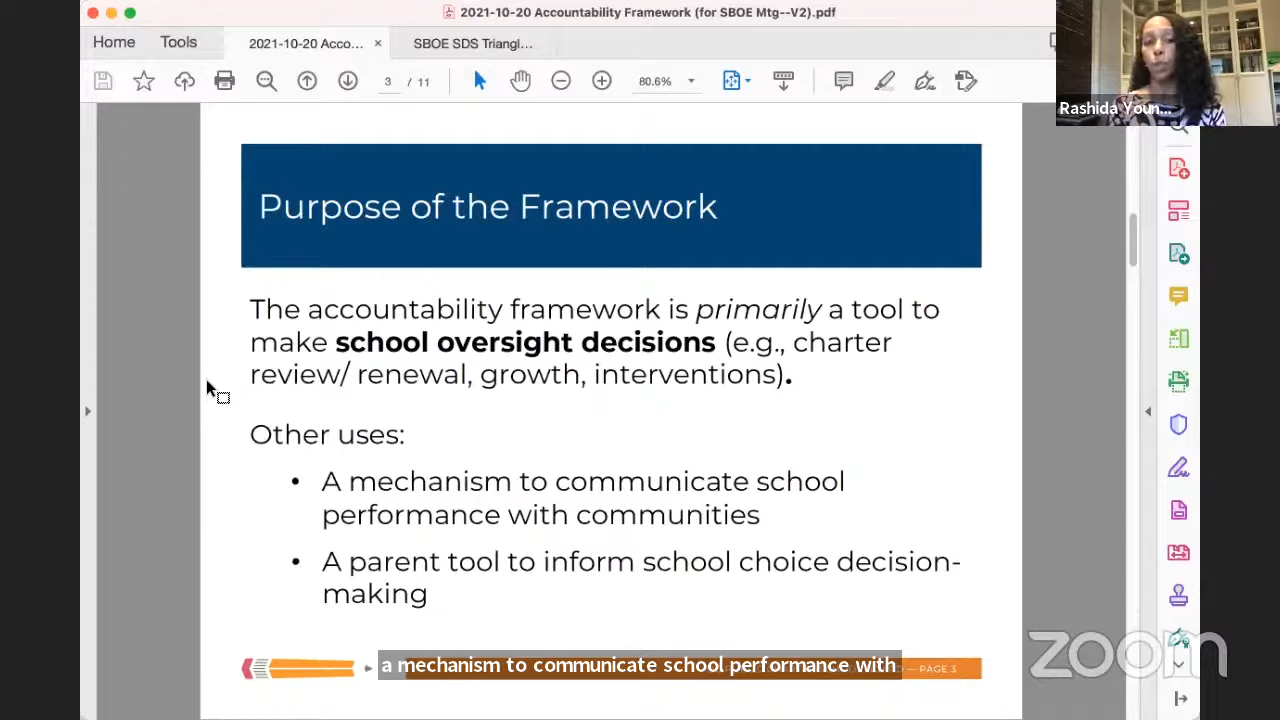 2021-10-20 Accountability Framework (for SBOE Mtg--V2).pdf
Home
Tools
2021-10-20 Acco...
×
SBOE SDS Triangl...
3 / 11
80.6%
Rashida Youn...
Purpose of the Framework
The accountability framework is primarily a tool to
make school oversight decisions (e.g., charter
review/ renewal, growth, interventions).
Other uses:
• A mechanism to communicate school
performance with communities
• A parent tool to inform school choice decision-
making
a mechanism to communicate school performance with
— PAGE 3
zoom